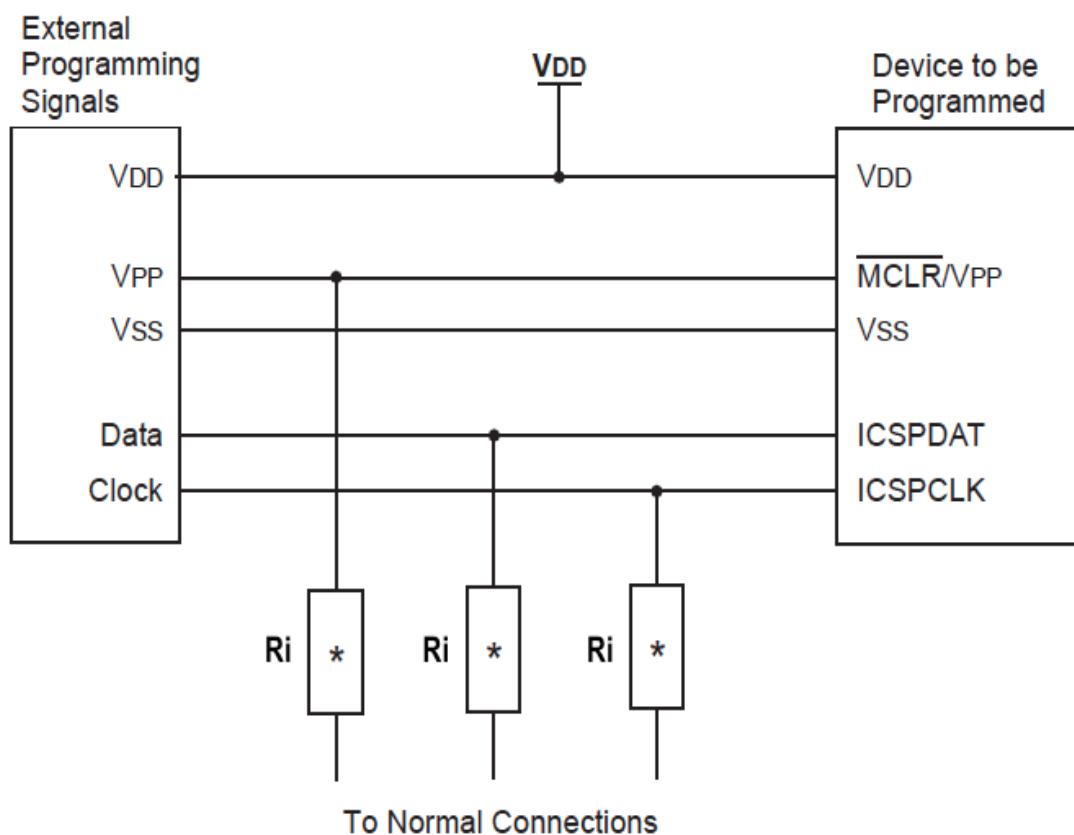 External
Programming
Signals
VDD
Device to be
Programmed
VDD
VDD
VPP
MCLR/VPP
VSS
VSS
Data
ICSPDAT
Clock
ICSPCLK
Ri
*
Ri
*
Ri
*
To Normal Connections